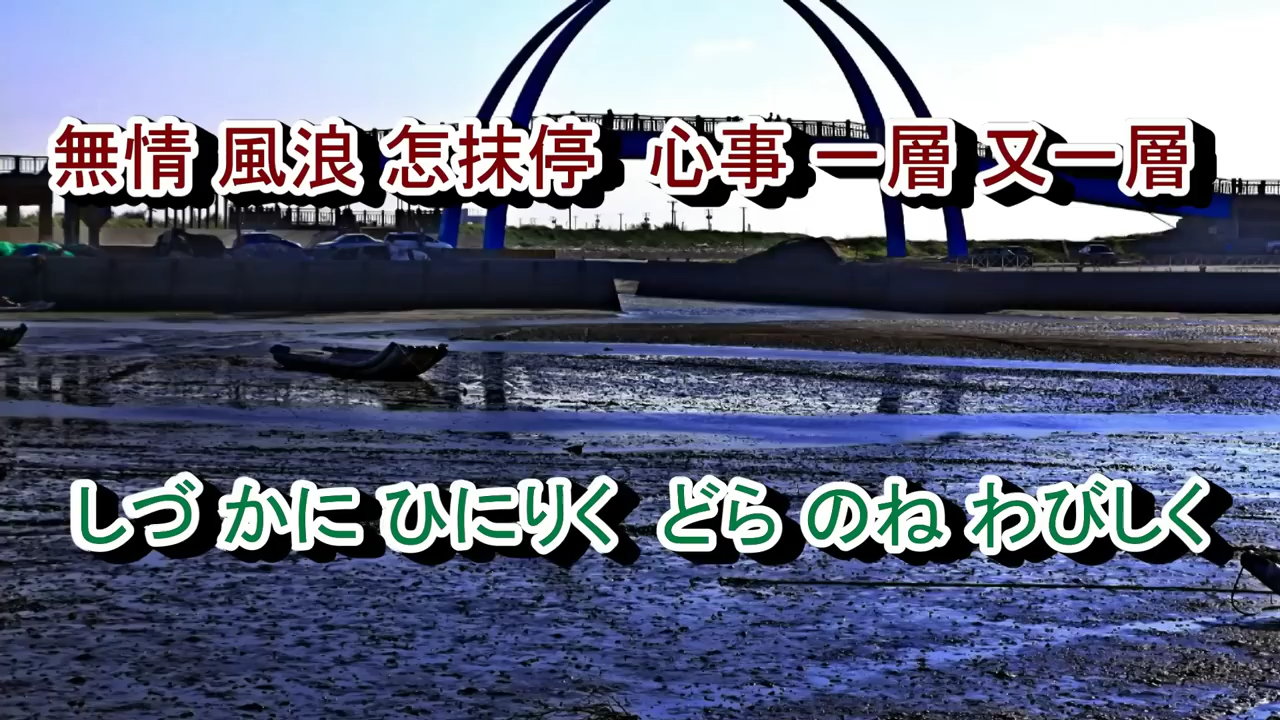 無情 風浪 怎抹停 心事 一層 又一層
しづ かに ひにりく どら のね わびしく